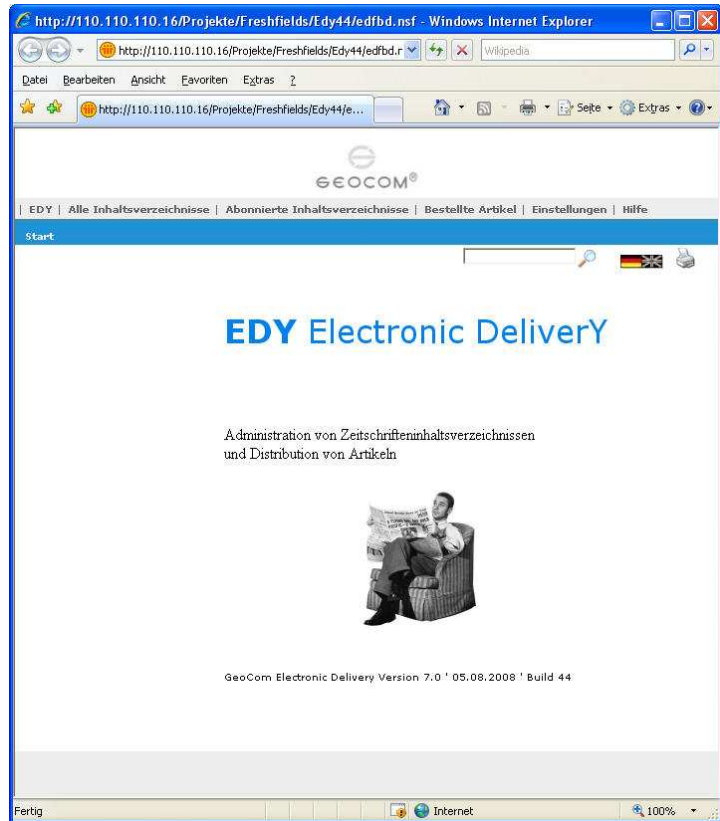 http://110.110.110.16/Projekte/Freshfields/Edy44/edfbd.nsf - Windows Internet Explorer
http://110.110.110.16/Projekte/Freshfields/Edy44/edfbd.r
Wikipedia
Datei Bearbeiten Ansicht Favoriten Extras ?
http://110.110.110.16/Projekte/Freshfields/Edy44/e...
Seite Extras
GEOCOM®
| EDY | Alle Inhaltsverzeichnisse | Abonnierte Inhaltsverzeichnisse | Bestellte Artikel | Einstellungen | Hilfe
Start
EDY Electronic DeliverY
Administration von Zeitschrifteninhaltsverzeichnissen
und Distribution von Artikeln
GeoCom Electronic Delivery Version 7.0 ' 05.08.2008 ' Build 44
Fertig
Internet
100%